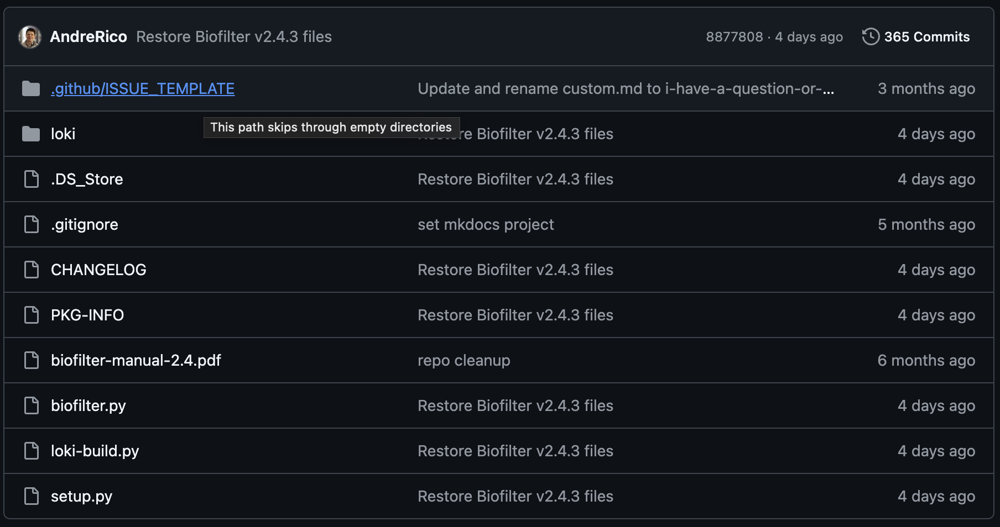 AndreRico Restore Biofilter v2.4.3 files 8877808 · 4 days ago 365 Commits
.github/ISSUE_TEMPLATE Update and rename custom.md to i-have-a-question-or-... 3 months ago
This path skips through empty directories
loki re Biofilter v2.4.3 files 4 days ago
.DS_Store Restore Biofilter v2.4.3 files 4 days ago
.gitignore set mkdocs project 5 months ago
CHANGELOG Restore Biofilter v2.4.3 files 4 days ago
PKG-INFO Restore Biofilter v2.4.3 files 4 days ago
biofilter-manual-2.4.pdf repo cleanup 6 months ago
biofilter.py Restore Biofilter v2.4.3 files 4 days ago
loki-build.py Restore Biofilter v2.4.3 files 4 days ago
setup.py Restore Biofilter v2.4.3 files 4 days ago